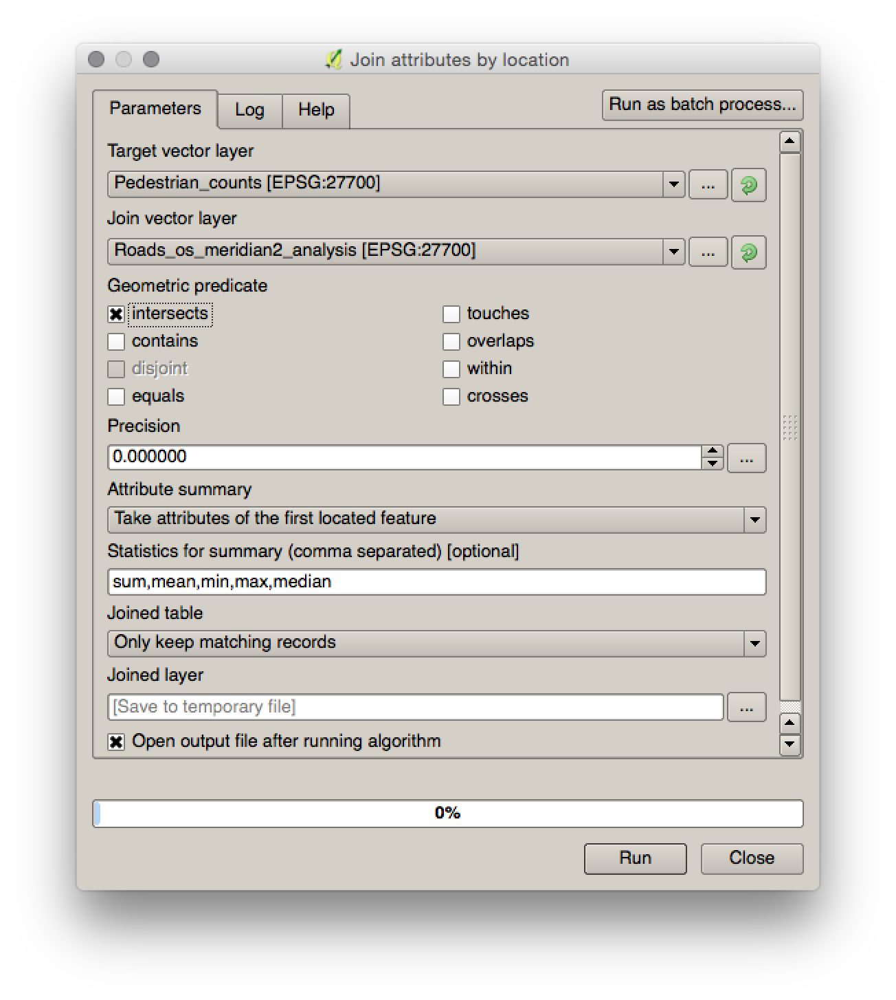 Join attributes by location
Parameters
Log
Help
Run as batch process...
Target vector layer
Pedestrian_counts [EPSG:27700]
...
Join vector layer
Roads_os_meridian2_analysis [EPSG:27700]
...
Geometric predicate
intersects
touches
contains
overlaps
disjoint
within
equals
crosses
Precision
0.000000
...
Attribute summary
Take attributes of the first located feature
Statistics for summary (comma separated) [optional]
sum,mean,min,max,median
Joined table
Only keep matching records
Joined layer
[Save to temporary file]
...
Open output file after running algorithm
0%
Run
Close